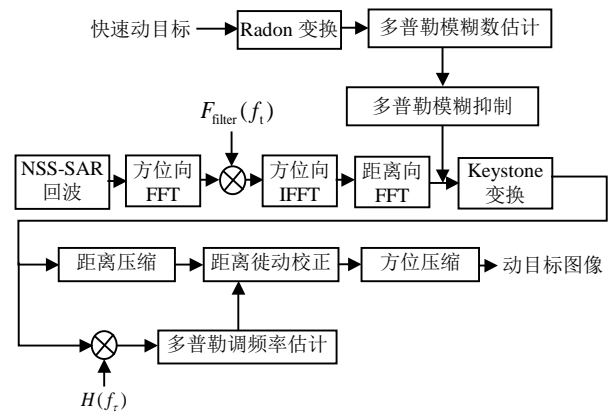 快速动目标
Radon 变换
多普勒模糊数估计
多普勒模糊抑制
F_filter(f_t)
NSS-SAR
回波
方位向
FFT
方位向
IFFT
距离向
FFT
Keystone
变换
距离压缩
距离徙动校正
方位压缩
动目标图像
多普勒调频率估计
H(f_τ)